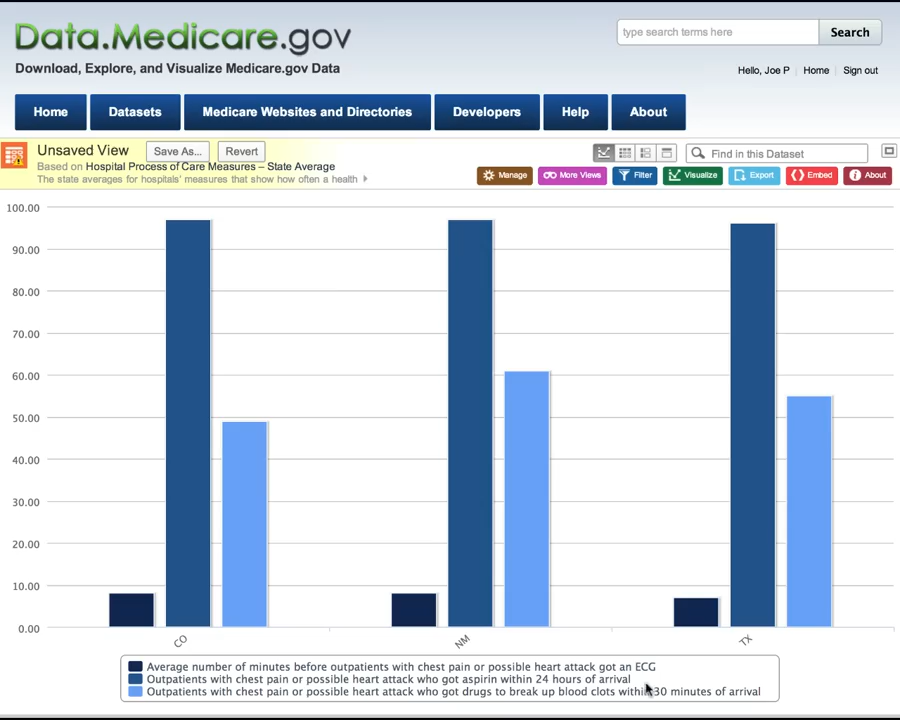 Data.Medicare.gov
Download, Explore, and Visualize Medicare.gov Data
type search terms here Search
Hello, Joe P Home Sign out
Home Datasets Medicare Websites and Directories Developers Help About
Unsaved View Save As... Revert
Based on Hospital Process of Care Measures – State Average
The state averages for hospitals' measures that show how often a health
Find in this Dataset
Manage More Views Filter Visualize Export Embed About
100.00
90.00
80.00
70.00
60.00
50.00
40.00
30.00
20.00
10.00
0.00
CO NM TX
Average number of minutes before outpatients with chest pain or possible heart attack got an ECG
Outpatients with chest pain or possible heart attack who got aspirin within 24 hours of arrival
Outpatients with chest pain or possible heart attack who got drugs to break up blood clots within 30 minutes of arrival